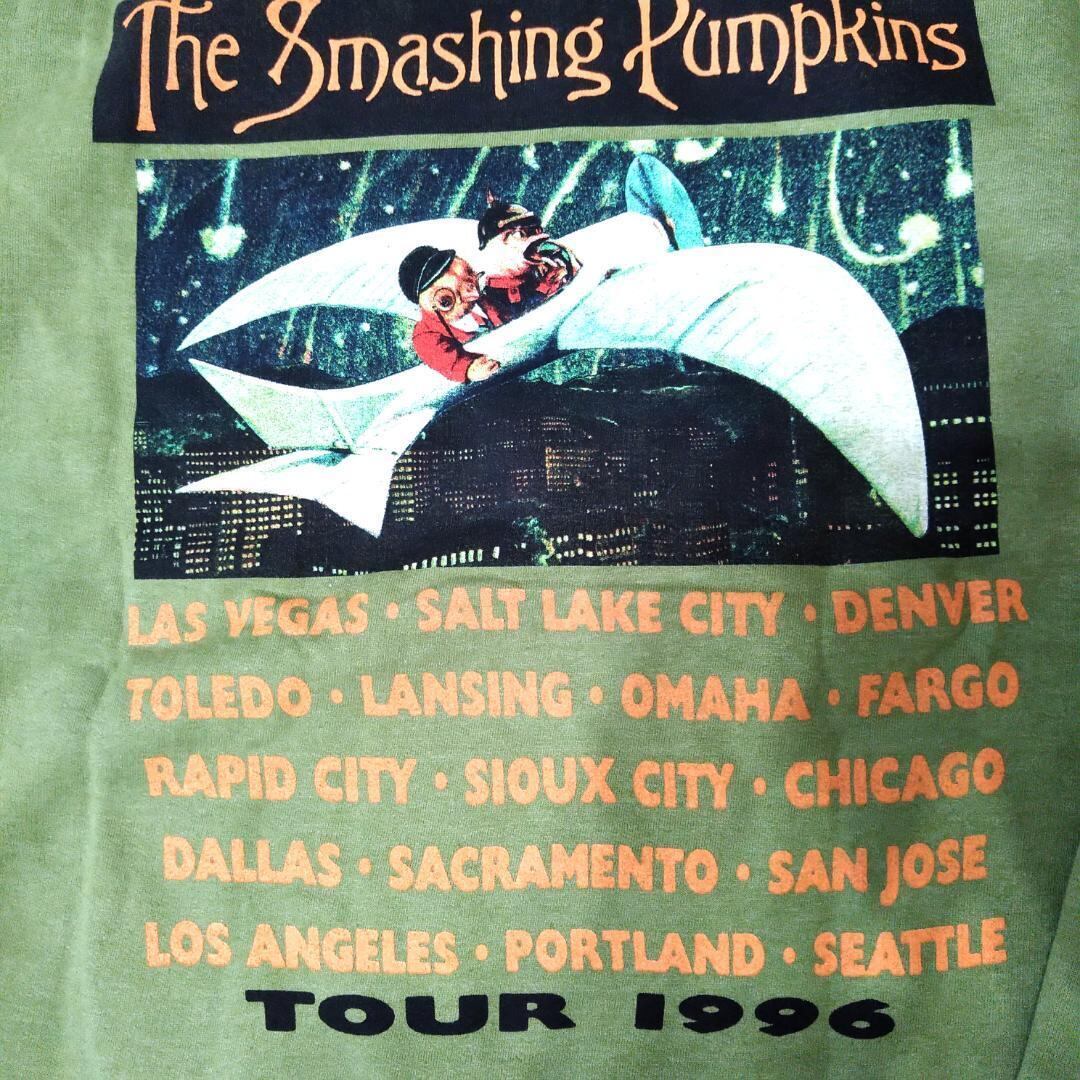 The Smashing Pumpkins
LAS VEGAS • SALT LAKE CITY • DENVER
TOLEDO • LANSING • OMAHA • FARGO
RAPID CITY • SIOUX CITY • CHICAGO
DALLAS • SACRAMENTO • SAN JOSE
LOS ANGELES • PORTLAND • SEATTLE
TOUR 1996